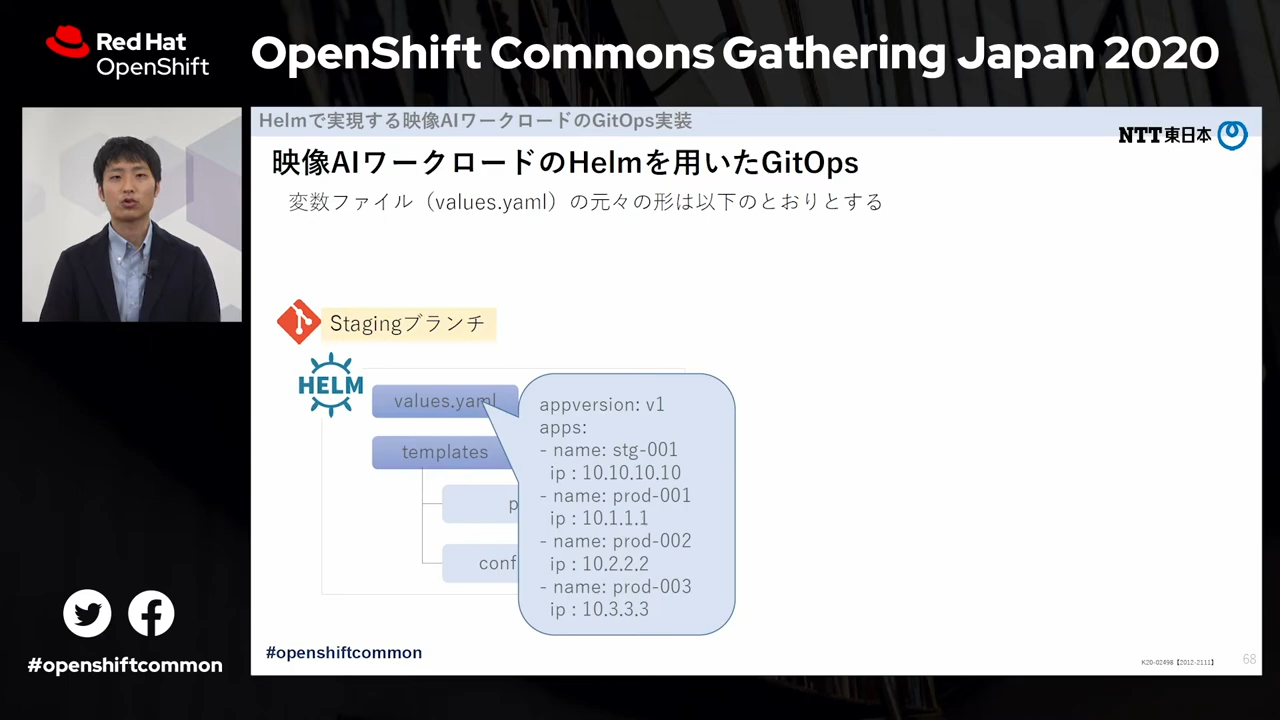 Red Hat
OpenShift
OpenShift Commons Gathering Japan 2020
Helmで実現する映像AIワークロードのGitOps実装
NTT東日本
映像AIワークロードのHelmを用いたGitOps
変数ファイル（values.yaml）の元々の形は以下のとおりとする
Stagingブランチ
HELM
values.yaml
templates
p
conf
appversion: v1
apps:
- name: stg-001
ip : 10.10.10.10
- name: prod-001
ip : 10.1.1.1
- name: prod-002
ip : 10.2.2.2
- name: prod-003
ip : 10.3.3.3
#openshiftcommon
#openshiftcommon
K20-02498【2012-2111】
68